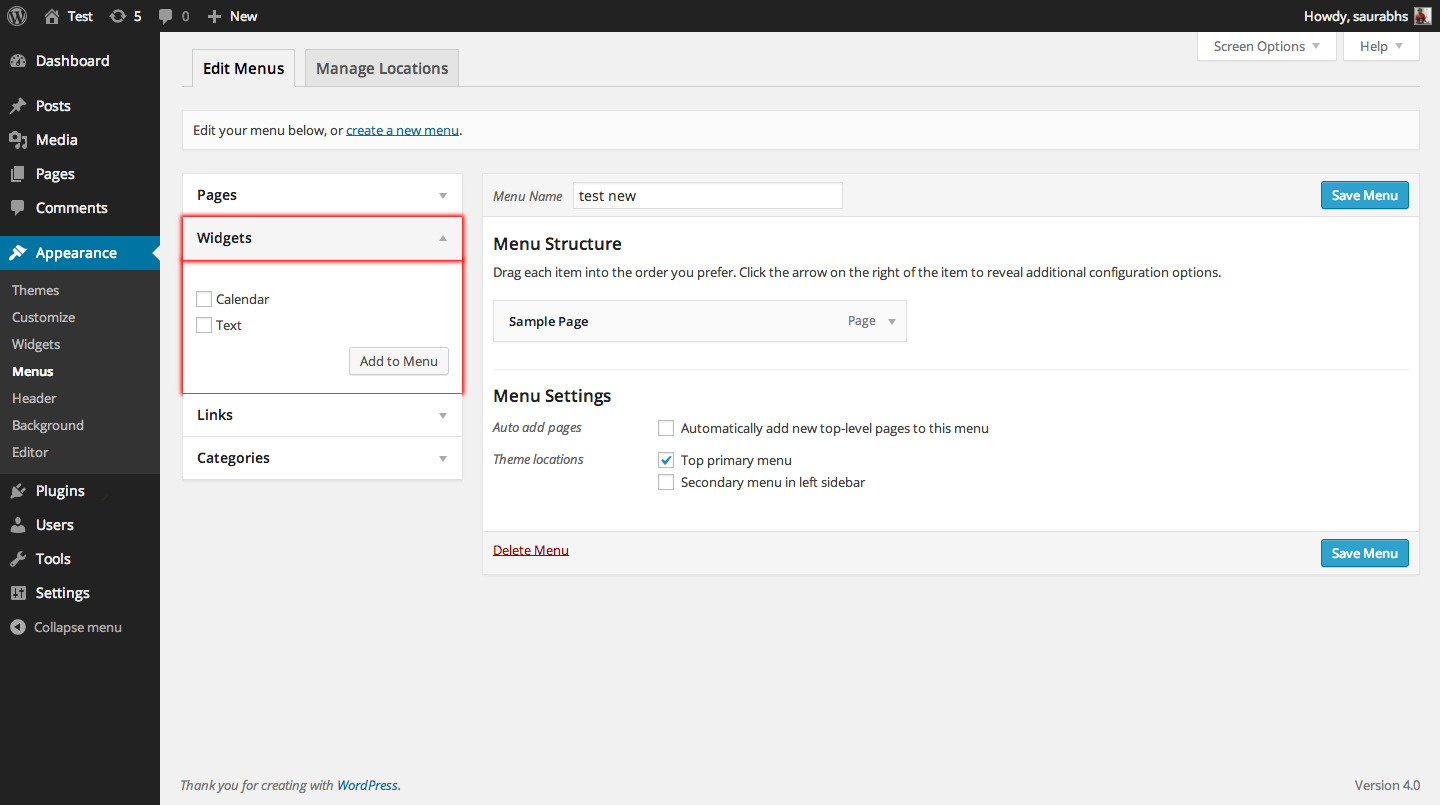 Test 5 0 New Howdy, saurabhs
Screen Options Help
Dashboard
Posts
Media
Pages
Comments
Appearance
Themes
Customize
Widgets
Menus
Header
Background
Editor
Plugins
Users
Tools
Settings
Collapse menu
Edit Menus Manage Locations
Edit your menu below, or create a new menu.
Pages
Widgets
Calendar
Text
Add to Menu
Links
Categories
Menu Name test new Save Menu
Menu Structure
Drag each item into the order you prefer. Click the arrow on the right of the item to reveal additional configuration options.
Sample Page Page
Menu Settings
Auto add pages Automatically add new top-level pages to this menu
Theme locations Top primary menu
Secondary menu in left sidebar
Delete Menu Save Menu
Thank you for creating with WordPress. Version 4.0